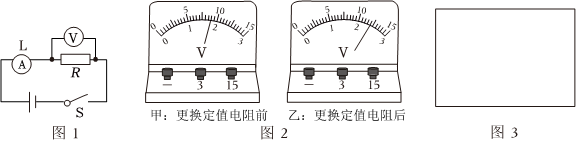 L
V
A
R
S
图 1
0 5 10 15
0 1 2 3
V
— 3 15
甲：更换定值电阻前
0 5 10 15
0 1 2 3
V
— 3 15
乙：更换定值电阻后
图 2
图 3